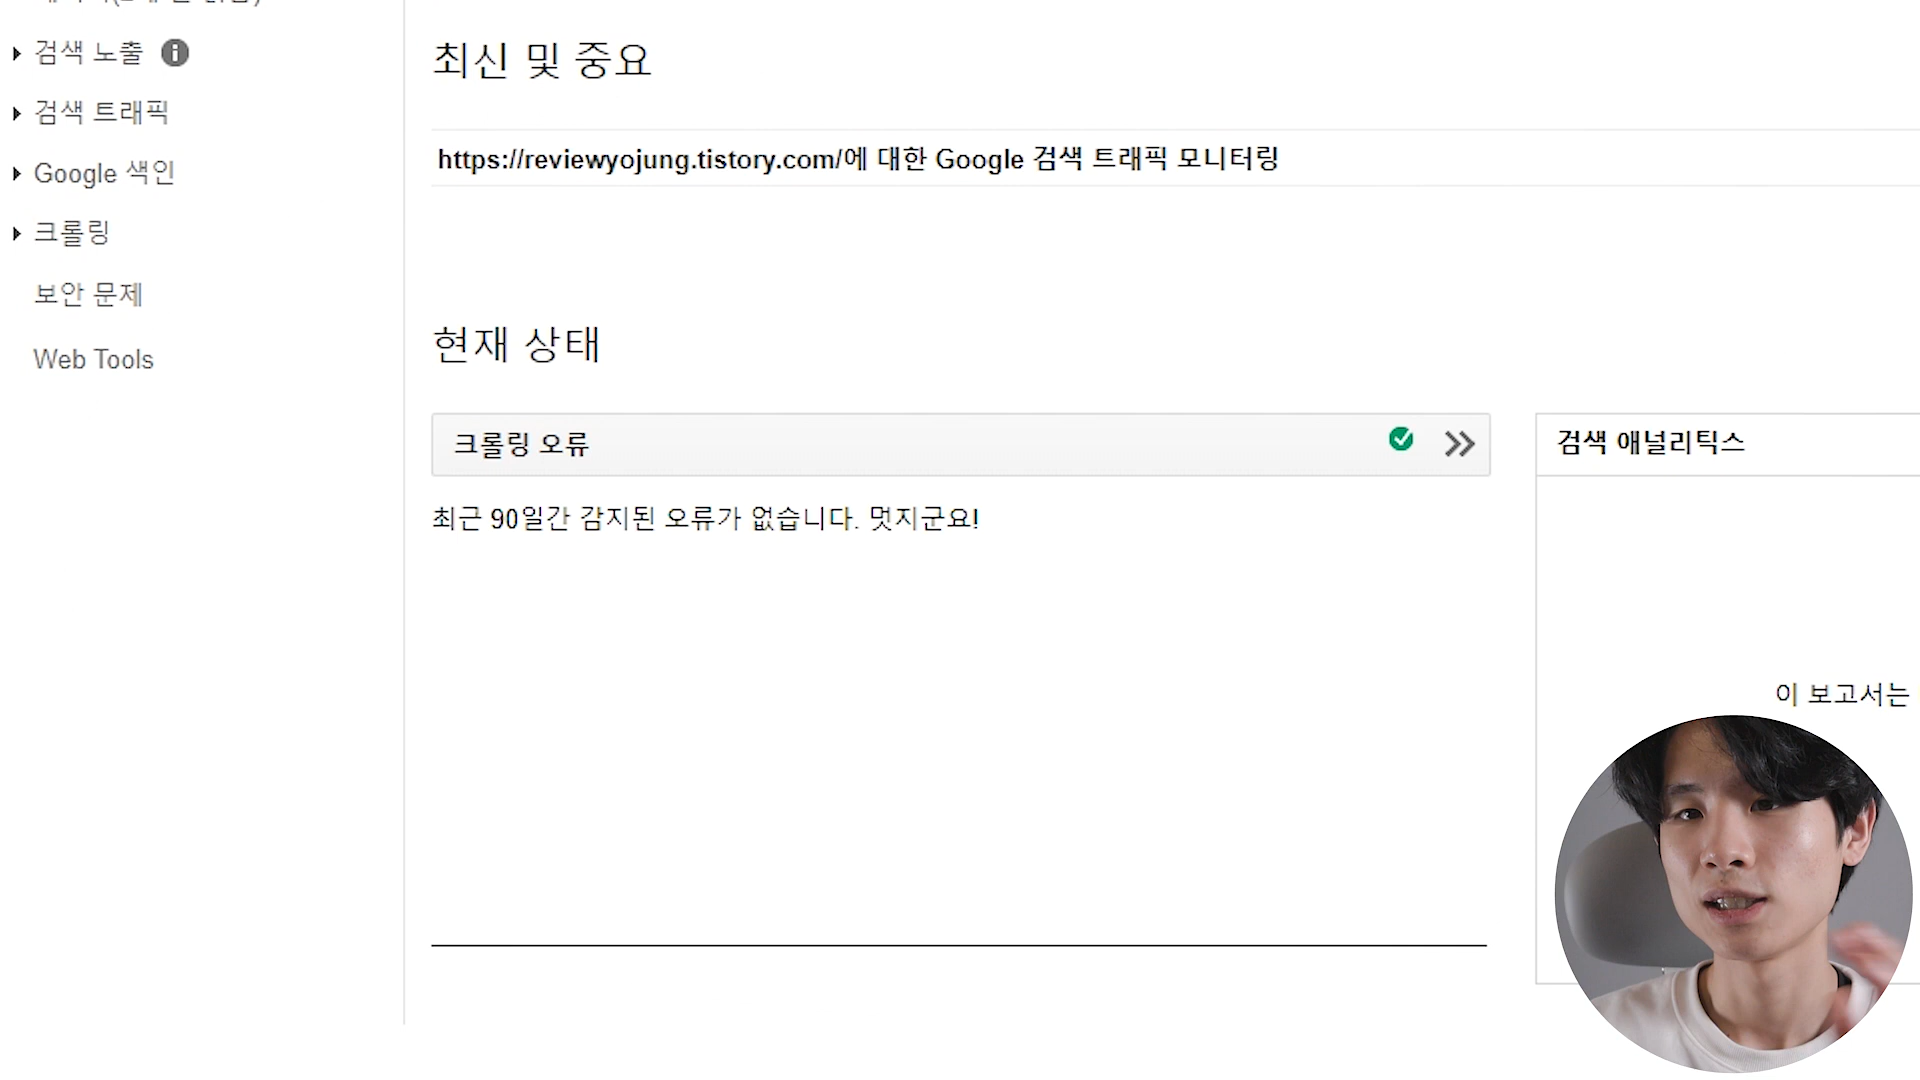 검색 노출
검색 트래픽
Google 색인
크롤링
보안 문제
Web Tools
최신 및 중요
https://reviewyojung.tistory.com/에 대한 Google 검색 트래픽 모니터링
현재 상태
크롤링 오류
최근 90일간 감지된 오류가 없습니다. 멋지군요!
검색 애널리틱스
이 보고서는